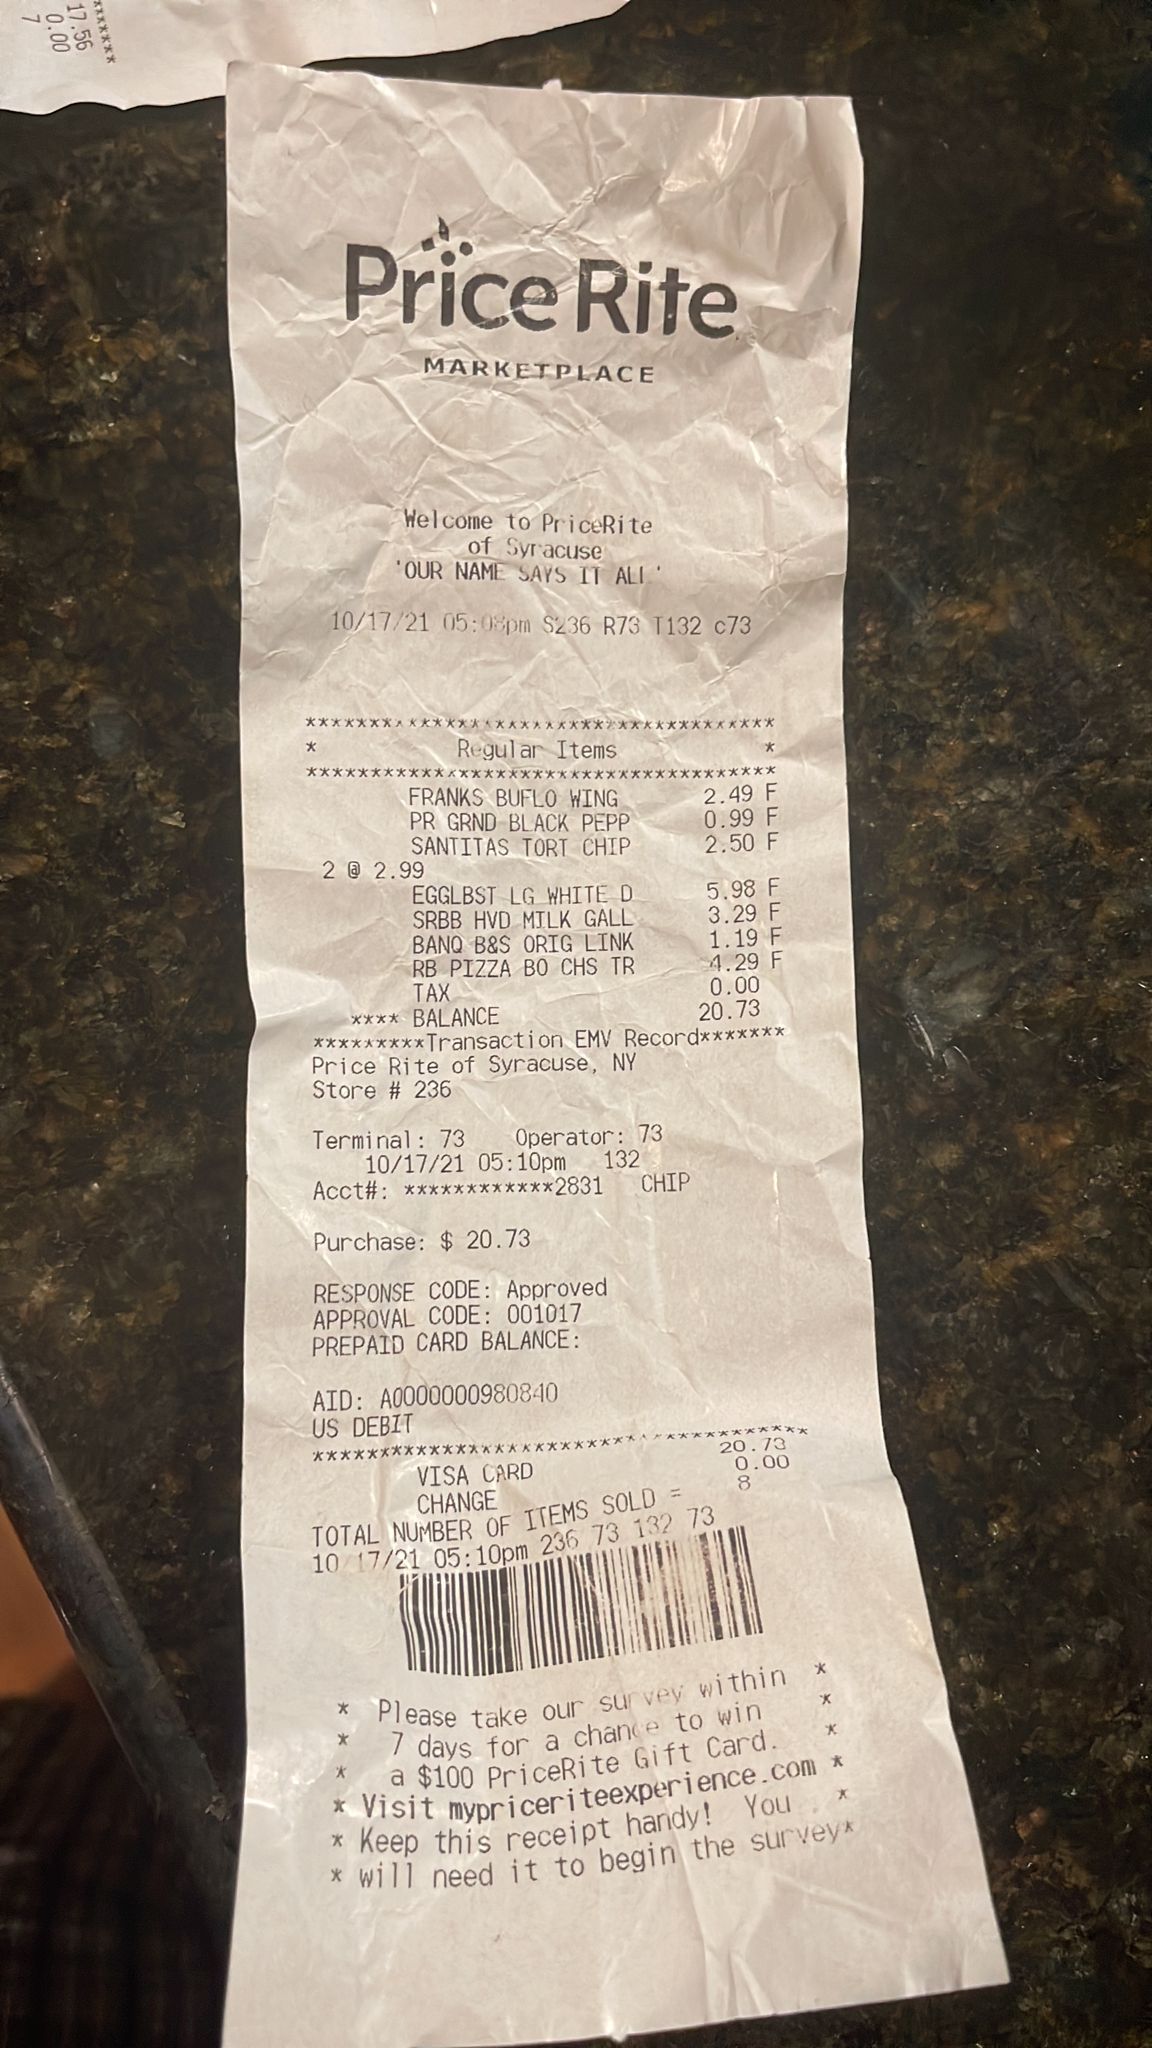 17.56
0.00
7
Price Rite
MARKETPLACE
Welcome to PriceRite
of Syracuse
'OUR NAME SAYS IT ALL'
10/17/21 05:08pm S236 R73 T132 c73
*************************************
* Regular Items *
*************************************
FRANKS BUFLO WING 2.49 F
PR GRND BLACK PEPP 0.99 F
SANTITAS TORT CHIP 2.50 F
2 @ 2.99
EGGLBST LG WHITE D 5.98 F
SRBB HVD MILK GALL 3.29 F
BANQ B&S ORIG LINK 1.19 F
RB PIZZA BO CHS TR 4.29 F
TAX 0.00
**** BALANCE 20.73
*********Transaction EMV Record*******
Price Rite of Syracuse, NY
Store # 236
Terminal: 73 Operator: 73
10/17/21 05:10pm 132
Acct#: ************2831 CHIP
Purchase: $ 20.73
RESPONSE CODE: Approved
APPROVAL CODE: 001017
PREPAID CARD BALANCE:
AID: A0000000980840
US DEBIT
*************************************
VISA CARD 20.73
CHANGE 0.00
TOTAL NUMBER OF ITEMS SOLD = 8
10/17/21 05:10pm 236 73 132 73
* Please take our survey within *
* 7 days for a chance to win *
* a $100 PriceRite Gift Card. *
* Visit mypriceriteexperience.com *
* Keep this receipt handy! You *
* will need it to begin the survey*